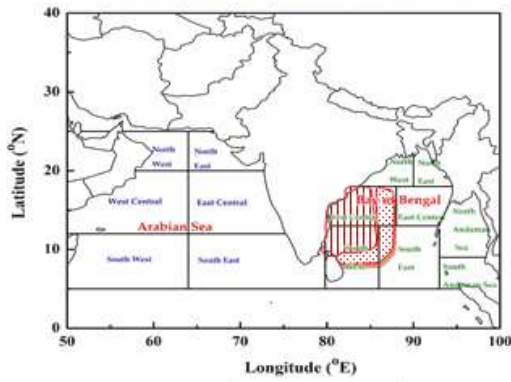 40
30
20
10
0
50
60
70
80
90
100
Latitude (°N)
Longitude (°E)
North
West
North
East
West Central
East Central
Arabian Sea
South West
South East
North
West
North
East
Bay of Bengal
East Central
South
East
North
Andaman
Sea
South
Andaman Sea